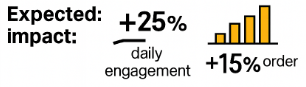 Expected:
impact:
+25%
daily
engagement
+15% order